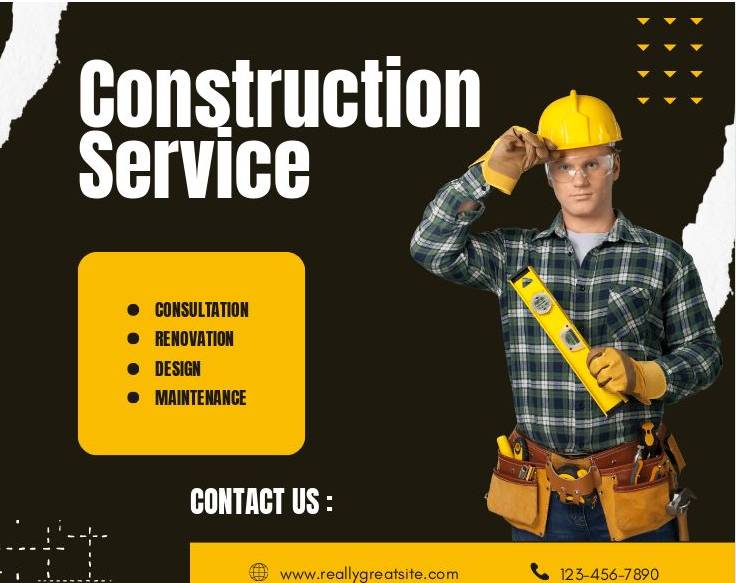 Construction
Service
CONSULTATION
RENOVATION
DESIGN
MAINTENANCE
CONTACT US :
www.reallygreatsite.com
123-456-7890